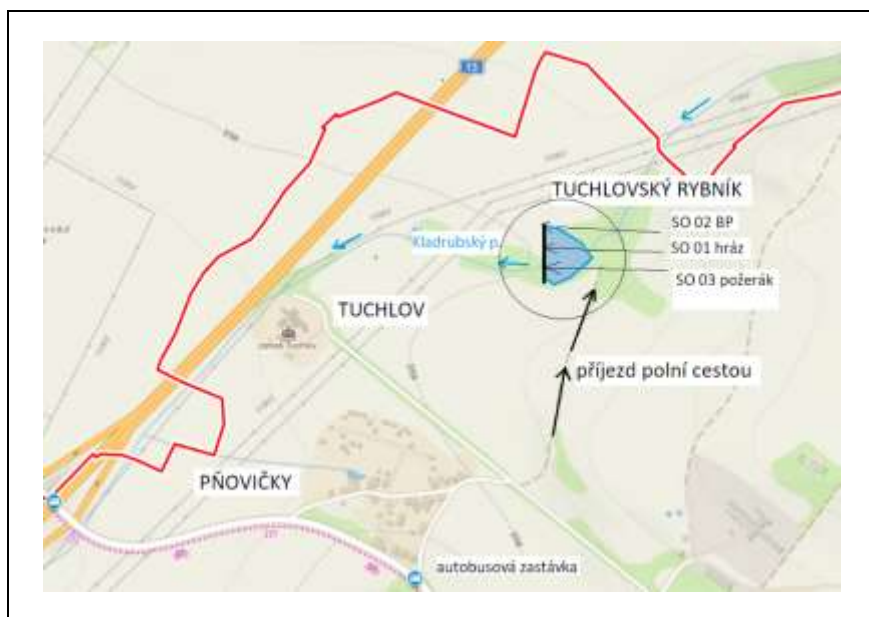 13
TUCHLOVSKÝ RYBNÍK
SO 02 BP
SO 01 hráz
SO 03 požerák
Kladrubský p.
TUCHLOV
příjezd polní cestou
PŇOVIČKY
autobusová zastávka